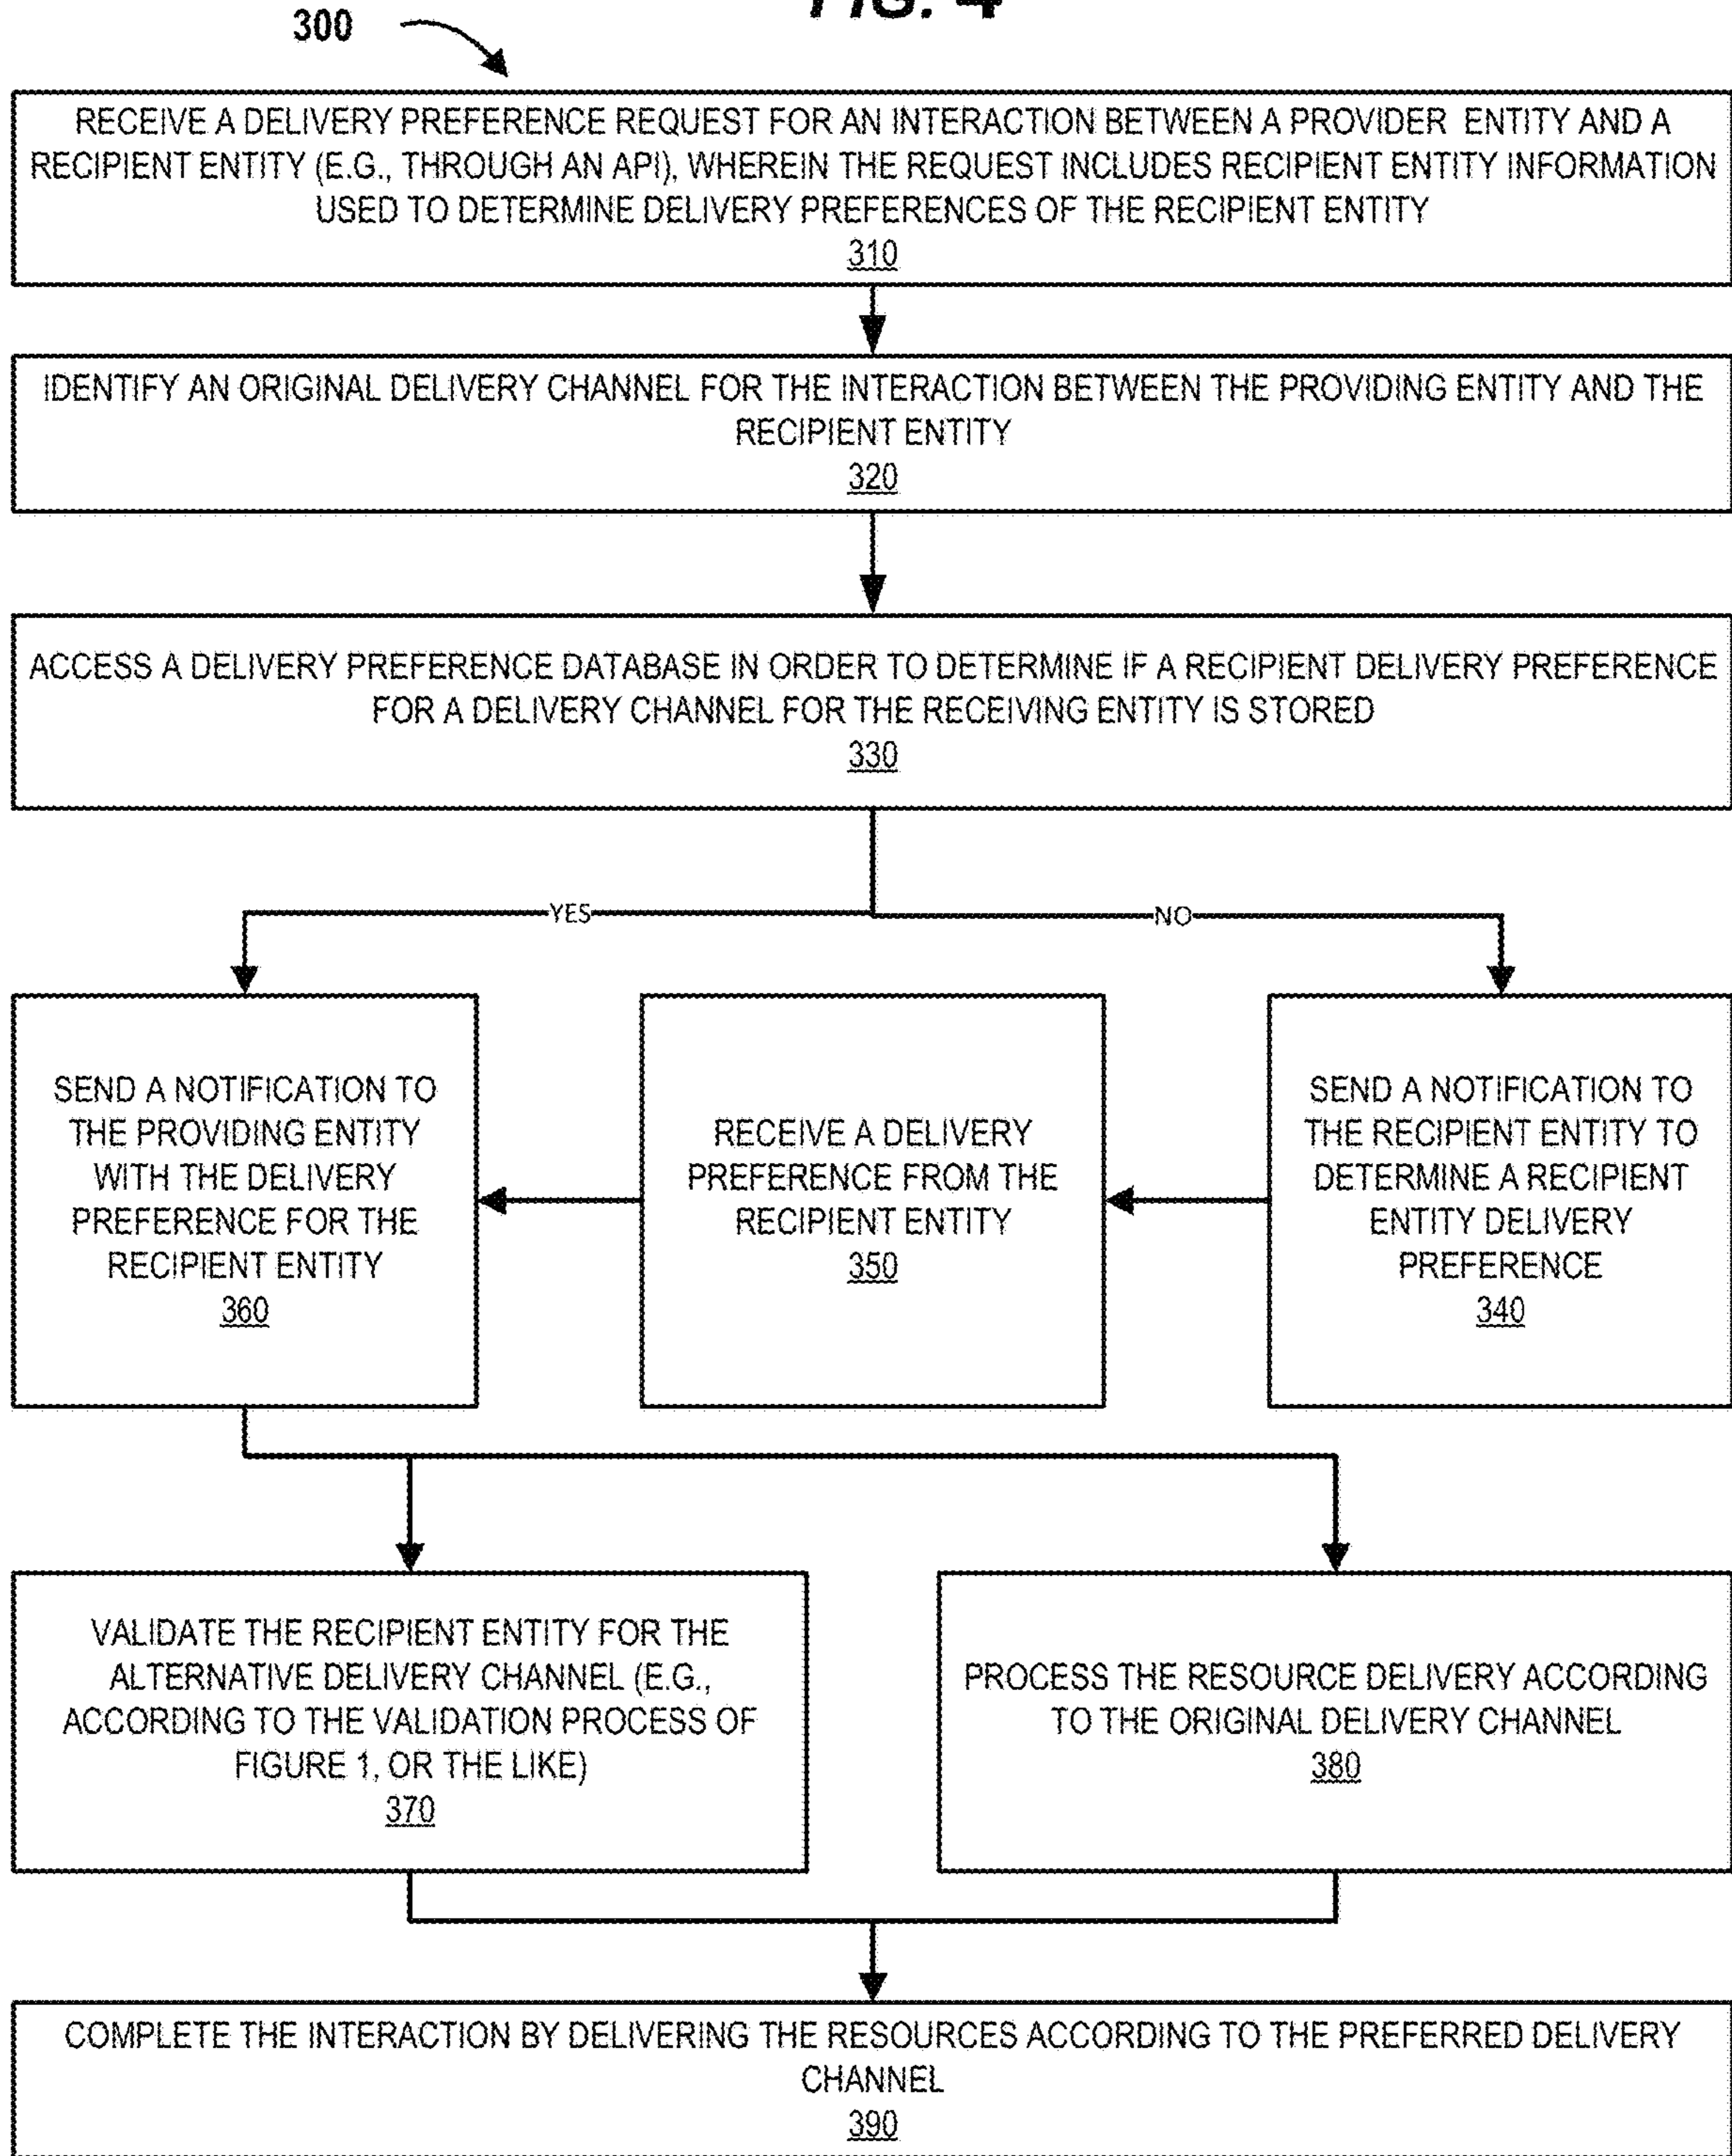 FIG. 4
300
RECEIVE A DELIVERY PREFERENCE REQUEST FOR AN INTERACTION BETWEEN A PROVIDER ENTITY AND A
RECIPIENT ENTITY (E.G., THROUGH AN API), WHEREIN THE REQUEST INCLUDES RECIPIENT ENTITY INFORMATION
USED TO DETERMINE DELIVERY PREFERENCES OF THE RECIPIENT ENTITY
310
IDENTIFY AN ORIGINAL DELIVERY CHANNEL FOR THE INTERACTION BETWEEN THE PROVIDING ENTITY AND THE
RECIPIENT ENTITY
320
ACCESS A DELIVERY PREFERENCE DATABASE IN ORDER TO DETERMINE IF A RECIPIENT DELIVERY PREFERENCE
FOR A DELIVERY CHANNEL FOR THE RECEIVING ENTITY IS STORED
330
YES
NO
SEND A NOTIFICATION TO
THE PROVIDING ENTITY
WITH THE DELIVERY
PREFERENCE FOR THE
RECIPIENT ENTITY
360
RECEIVE A DELIVERY
PREFERENCE FROM THE
RECIPIENT ENTITY
350
SEND A NOTIFICATION TO
THE RECIPIENT ENTITY TO
DETERMINE A RECIPIENT
ENTITY DELIVERY
PREFERENCE
340
VALIDATE THE RECIPIENT ENTITY FOR THE
ALTERNATIVE DELIVERY CHANNEL (E.G.,
ACCORDING TO THE VALIDATION PROCESS OF
FIGURE 1, OR THE LIKE)
370
PROCESS THE RESOURCE DELIVERY ACCORDING
TO THE ORIGINAL DELIVERY CHANNEL
380
COMPLETE THE INTERACTION BY DELIVERING THE RESOURCES ACCORDING TO THE PREFERRED DELIVERY
CHANNEL
390